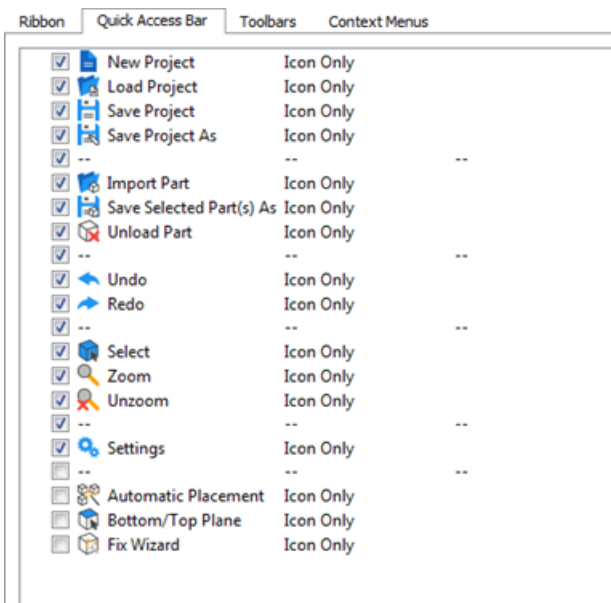 Ribbon Quick Access Bar Toolbars Context Menus
New Project Icon Only
Load Project Icon Only
Save Project Icon Only
Save Project As Icon Only
-- -- --
Import Part Icon Only
Save Selected Part(s) As Icon Only
Unload Part Icon Only
-- -- --
Undo Icon Only
Redo Icon Only
-- -- --
Select Icon Only
Zoom Icon Only
Unzoom Icon Only
-- -- --
Settings Icon Only
-- -- --
Automatic Placement Icon Only
Bottom/Top Plane Icon Only
Fix Wizard Icon Only